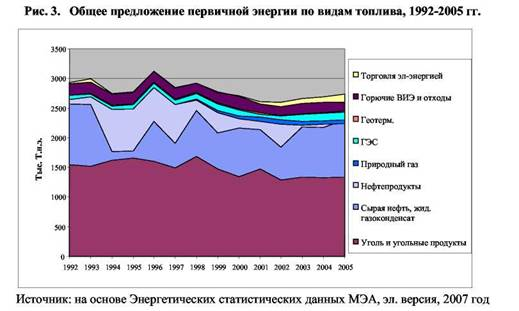 Рис. 3. Общее предложение первичной энергии по видам топлива, 1992-2005 гг.
3500
3000
2500
2000
1500
1000
500
0
Тыс. Т.н.э.
1992 1993 1994 1995 1996 1997 1998 1999 2000 2001 2002 2003 2004 2005
Торговля эл-энергией
Горючие ВИЭ и отходы
Геотерм.
ГЭС
Природный газ
Нефтепродукты
Сырая нефть, жид.
газоконденсат
Уголь и угольные продукты
Источник: на основе Энергетических статистических данных МЭА, эл. версия, 2007 год